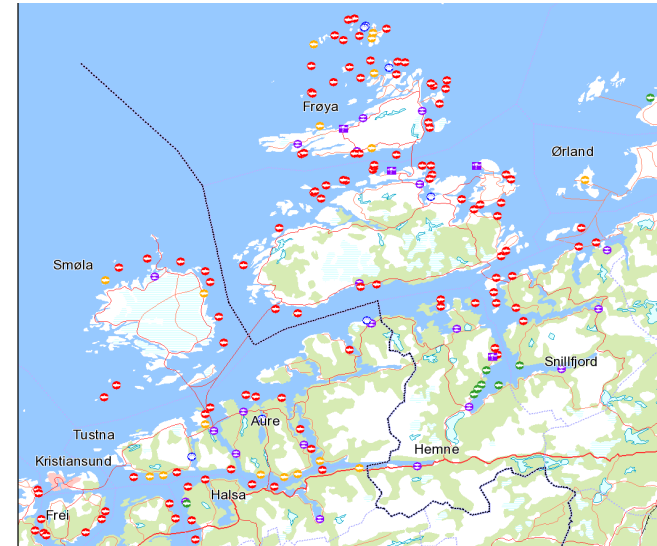 Frøya
Ørland
Smøla
Snillfjord
Aure
Tustna
Hemne
Kristiansund
Halsa
Frei